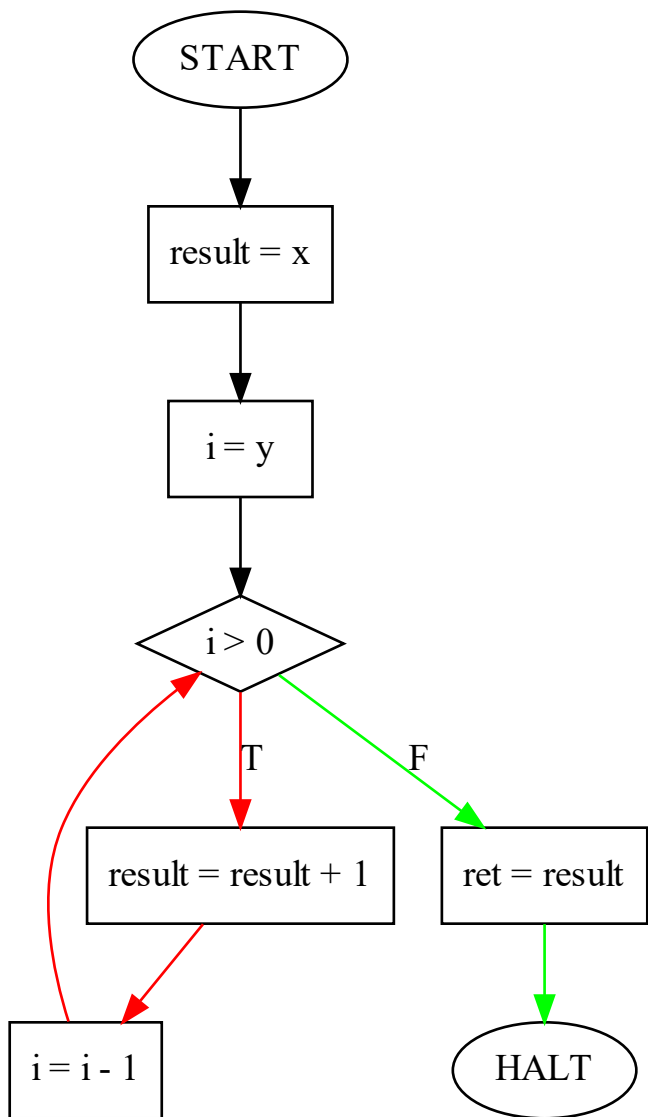 START
result = x
i = y
i > 0
T
F
result = result + 1
ret = result
i = i - 1
HALT